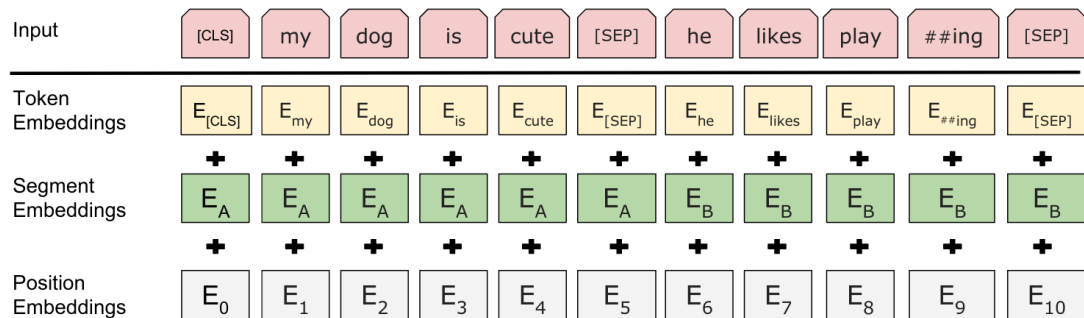 Input [CLS] my dog is cute [SEP] he likes play ##ing [SEP]
Token Embeddings E[CLS] Emy Edog Eis Ecute E[SEP] Ehe Elikes Eplay E##ing E[SEP]
+ + + + + + + + + + +
Segment Embeddings EA EA EA EA EA EA EB EB EB EB EB
+ + + + + + + + + + +
Position Embeddings E0 E1 E2 E3 E4 E5 E6 E7 E8 E9 E10